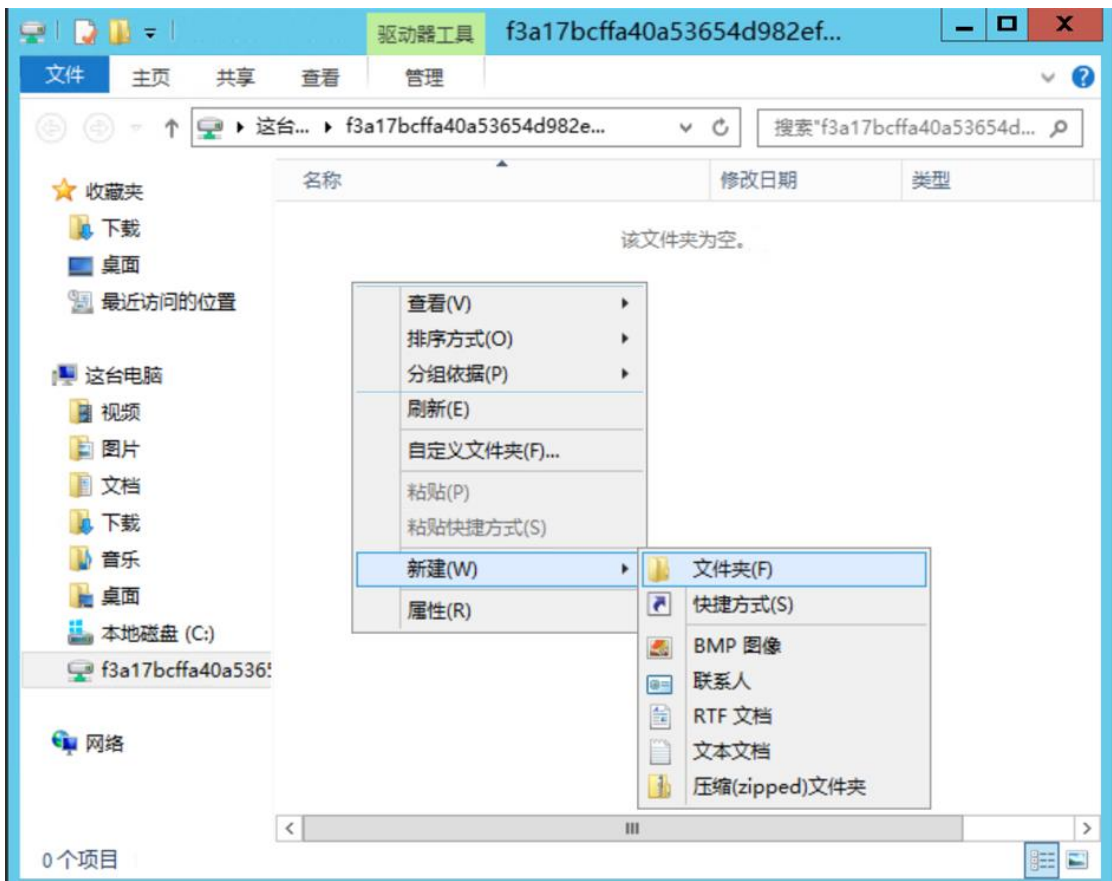 驱动器工具 f3a17bcffa40a53654d982ef...
文件 主页 共享 查看 管理
这台... f3a17bcffa40a53654d982e... 搜索"f3a17bcffa40a53654d...
名称 修改日期 类型
该文件夹为空。
收藏夹
下载
桌面
最近访问的位置
这台电脑
视频
图片
文档
下载
音乐
桌面
本地磁盘 (C:)
f3a17bcffa40a536
网络
查看(V)
排序方式(O)
分组依据(P)
刷新(E)
自定义文件夹(F)...
粘贴(P)
粘贴快捷方式(S)
新建(W)
属性(R)
文件夹(F)
快捷方式(S)
BMP 图像
联系人
RTF 文档
文本文档
压缩(zipped)文件夹
0 个项目